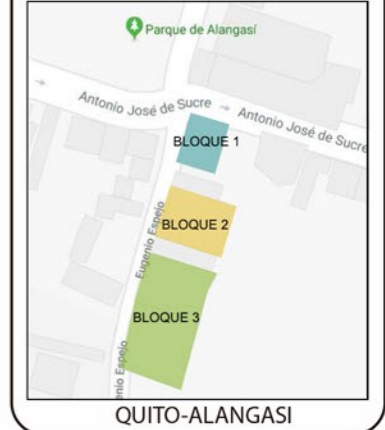 Parque de Alangasí
Antonio José de Sucre
Antonio José de Sucre
BLOQUE 1
BLOQUE 2
Eugenio Espejo
BLOQUE 3
nio Espejo
QUITO-ALANGASI